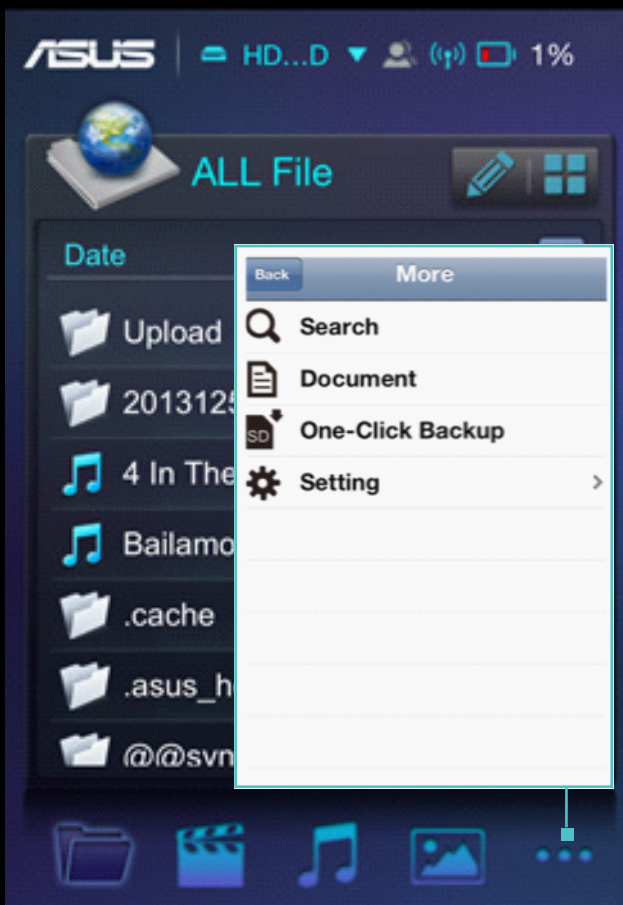 ASUS HD...D 1%
ALL File
Date
Back More
Upload
Search
2013125
Document
4 In The
One-Click Backup
SD
Bailamo
Setting
.cache
.asus_h
@@svn